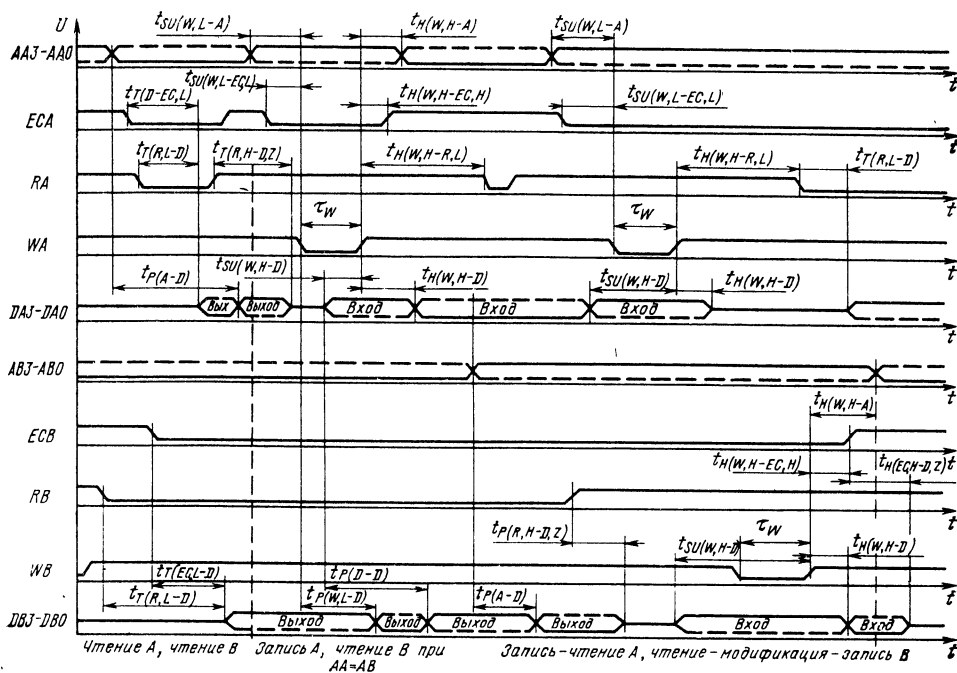 U
t_SU(W,L-A)
t_H(W,H-A)
t_SU(W,L-A)
AA3-AA0
t
t_T(D-EC,L)
t_SU(W,L-EC,L)
t_H(W,H-EC,H)
t_SU(W,L-EC,L)
ECA
t
t_T(R,L-D)
t_T(R,H-D,Z)
t_H(W,H-R,L)
t_H(W,H-R,L)
t_T(R,L-D)
RA
t
τ_W
τ_W
WA
t
t_P(A-D)
t_SU(W,H-D)
t_H(W,H-D)
t_SU(W,H-D)
t_H(W,H-D)
DA3-DA0
Вых
Выход
Вход
Вход
Вход
t
AB3-AB0
t
t_H(W,H-A)
ECB
t_H(W,H-EC,H)
t_H(EC,H-D,Z)
t
RB
t
t_P(R,H-D,Z)
t_SU(W,H-D)
τ_W
t_H(W,H-D)
WB
t
t_T(EC,L-D)
t_P(D-D)
t_T(R,L-D)
t_P(W,L-D)
t_P(A-D)
DB3-DB0
Выход
Выход
Выход
Выход
Вход
Вход
t
Чтение А, чтение В
Запись А, чтение В при
АА=АВ
Запись-чтение А, чтение-модификация-запись В